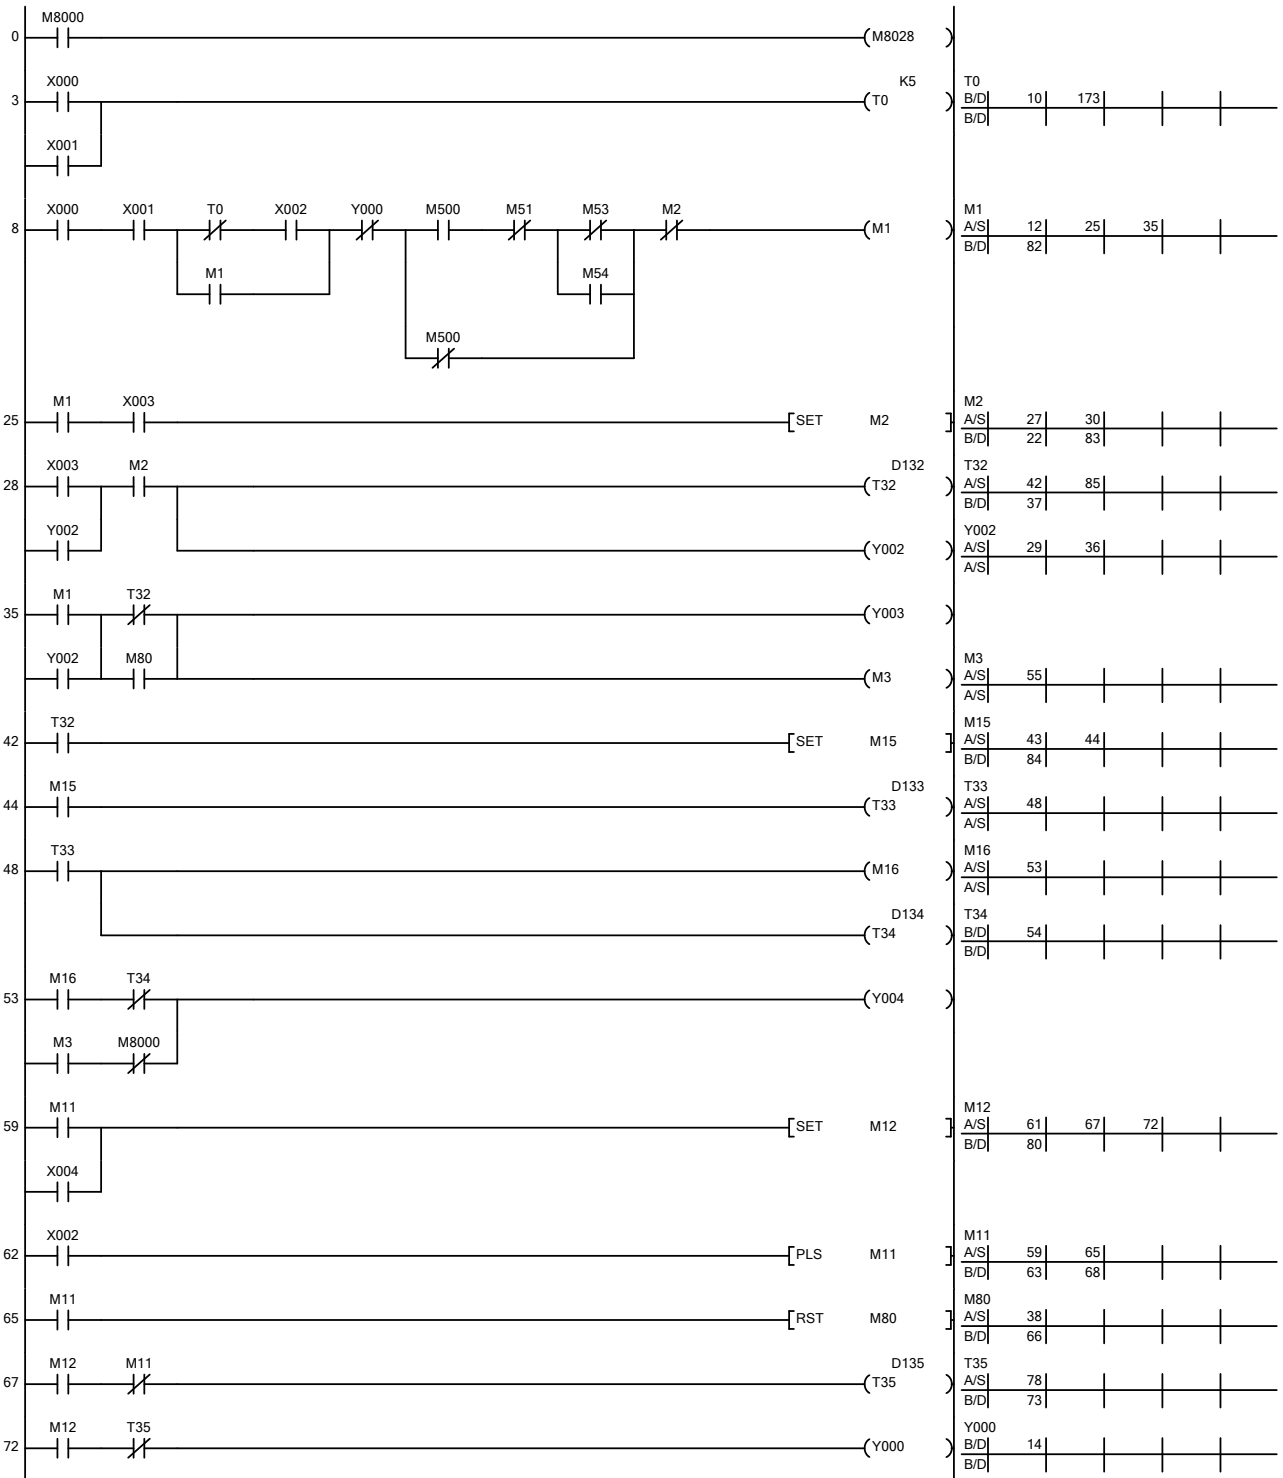 M8000
0 M8028
X000 K5 T0
3 T0 B/D 10 173
B/D
X001
X000 X001 T0 X002 Y000 M500 M51 M53 M2 M1
8 M1 A/S 12 25 35
B/D 82
M1 M54
M500
M1 X003 M2
25 SET M2 A/S 27 30
B/D 22 83
X003 M2 D132 T32
28 T32 A/S 42 85
B/D 37
Y002 Y002
Y002 A/S 29 36
A/S
M1 T32
35 Y003
Y002 M80 M3
M3 A/S 55
A/S
T32 M15
42 SET M15 A/S 43 44
B/D 84
M15 D133 T33
44 T33 A/S 48
A/S
T33 M16
48 M16 A/S 53
A/S
D134 T34
T34 B/D 54
B/D
M16 T34
53 Y004
M3 M8000
M11 M12
59 SET M12 A/S 61 67 72
B/D 80
X004
X002 M11
62 PLS M11 A/S 59 65
B/D 63 68
M11 M80
65 RST M80 A/S 38
B/D 66
M12 M11 D135 T35
67 T35 A/S 78
B/D 73
M12 T35 Y000
72 Y000 B/D 14
B/D